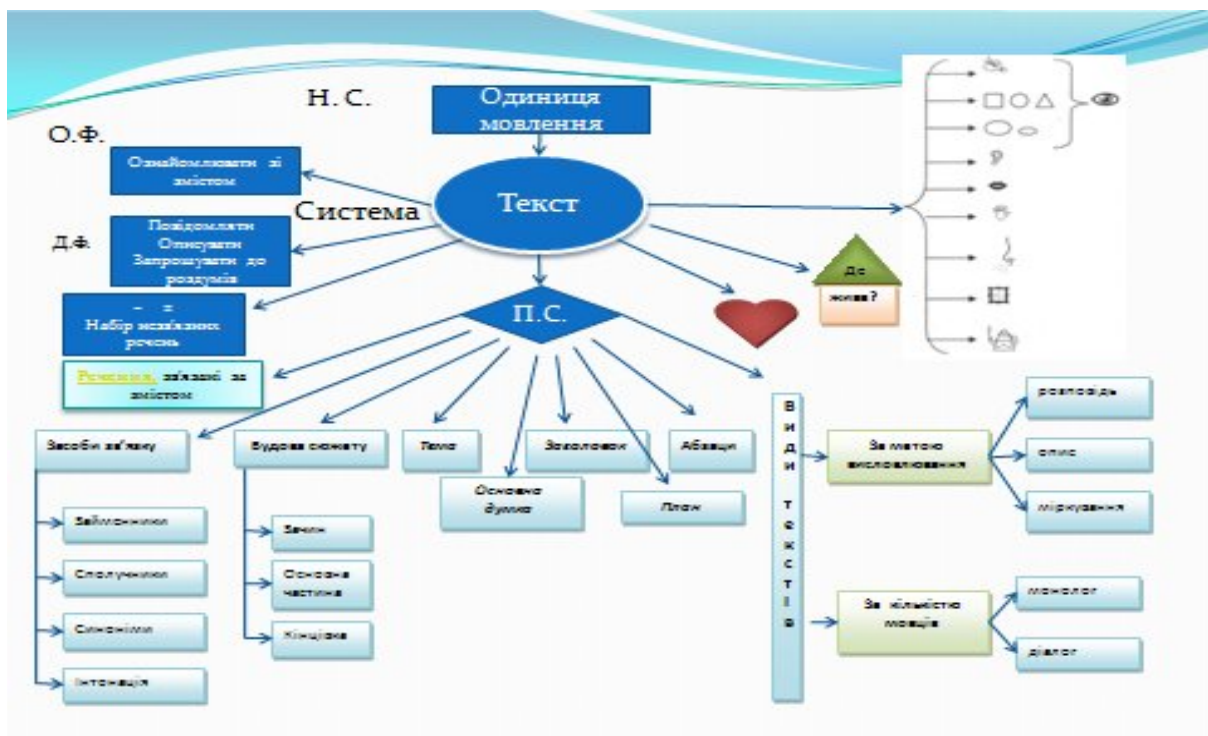 Н. С.
Одиниця
мовлення
О.Ф.
Ознайомлювати зі
змістом
Текст
Система
Д.Ф.
Повідомляти
Описувати
Запрошувати до
роздумів
Де
живе?
Набір незв'язних
речень
П.С.
Речення, зв'язані за
змістом
Засоби зв'язку
Будова сюжету
Тема
Заголовок
Абзаци
Основна
думка
План
Займенники
Сполучники
Синоніми
Інтонація
Зачин
Основна
частина
Кінцівка
Види текстів
За метою
висловлювання
розповідь
опис
міркування
За кількістю
мовців
монолог
діалог